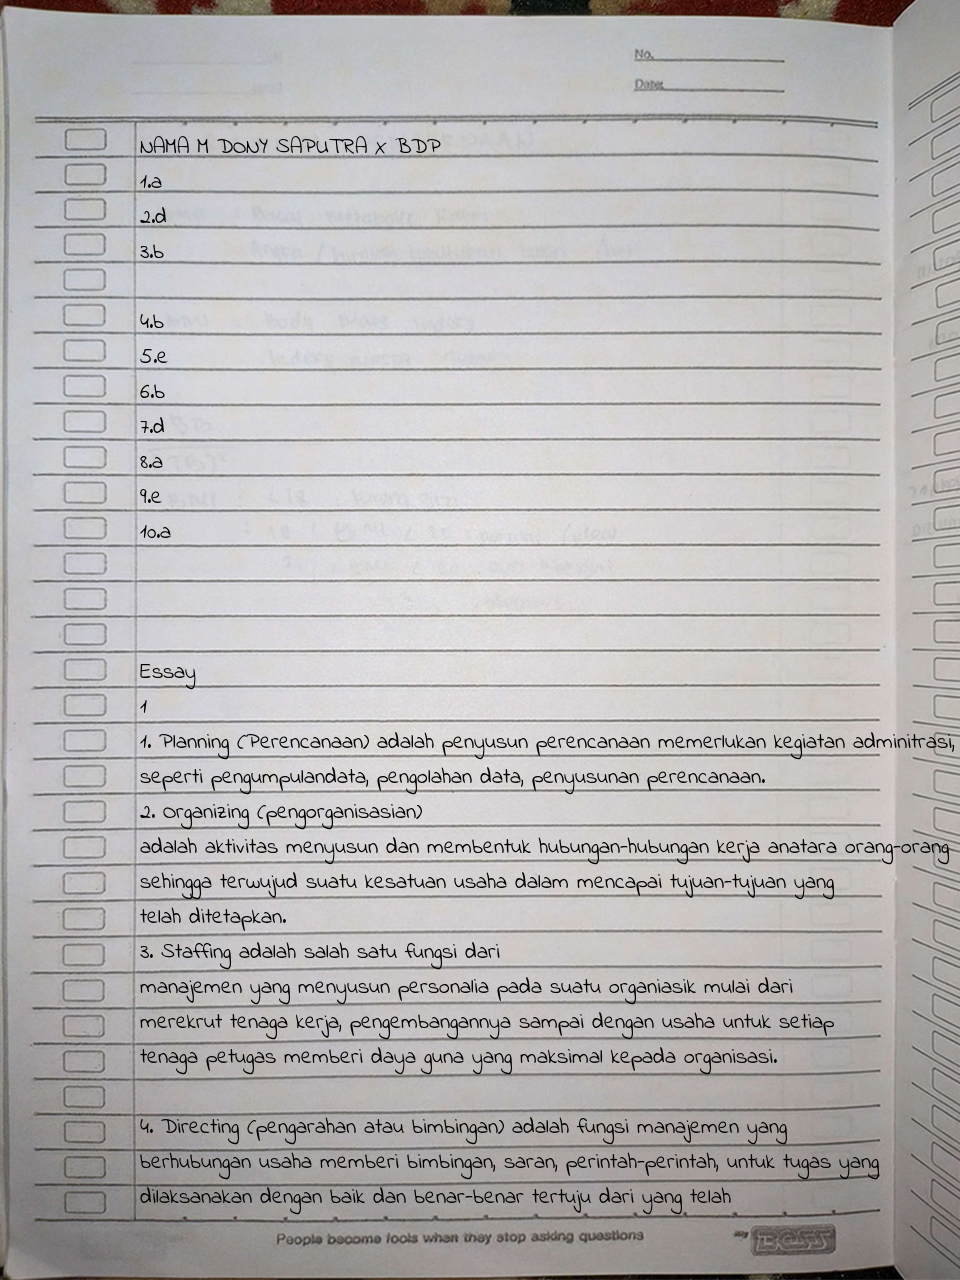 No.
Date:
NAMA M DONY SAPUTRA X BDP
1.a
2.d
3.b
4.b
5.e
6.b
7.d
8.a
9.e
10.a
Essay
1
1. Planning (Perencanaan) adalah penyusun perencanaan memerlukan kegiatan adminitrasi,
seperti pengumpulandata, pengolahan data, penyusunan perencanaan.
2. Organizing (pengorganisasian)
adalah aktivitas menyusun dan membentuk hubungan-hubungan kerja anatara orang-orang
sehingga terwujud suatu kesatuan usaha dalam mencapai tujuan-tujuan yang
telah ditetapkan.
3. Staffing adalah salah satu fungsi dari
manajemen yang menyusun personalia pada suatu organiasik mulai dari
merekrut tenaga kerja, pengembangannya sampai dengan usaha untuk setiap
tenaga petugas memberi daya guna yang maksimal kepada organisasi.
4. Directing (pengarahan atau bimbingan) adalah fungsi manajemen yang
berhubungan usaha memberi bimbingan, saran, perintah-perintah, untuk tugas yang
dilaksanakan dengan baik dan benar-benar tertuju dari yang telah
People become fools when they stop asking questions
my BOSS